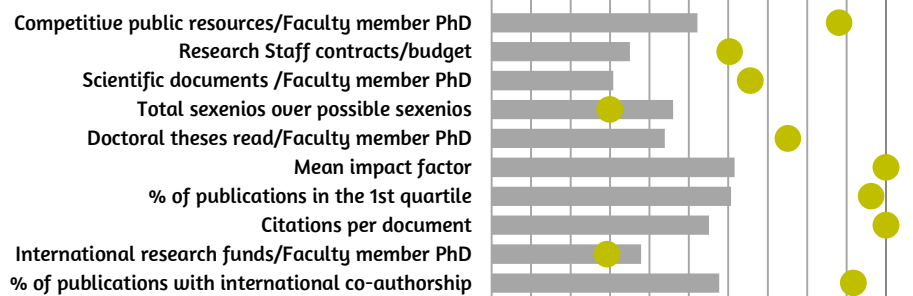 Competitive public resources/Faculty member PhD
Research Staff contracts/budget
Scientific documents /Faculty member PhD
Total sexenios over possible sexenios
Doctoral theses read/Faculty member PhD
Mean impact factor
% of publications in the 1st quartile
Citations per document
International research funds/Faculty member PhD
% of publications with international co-authorship